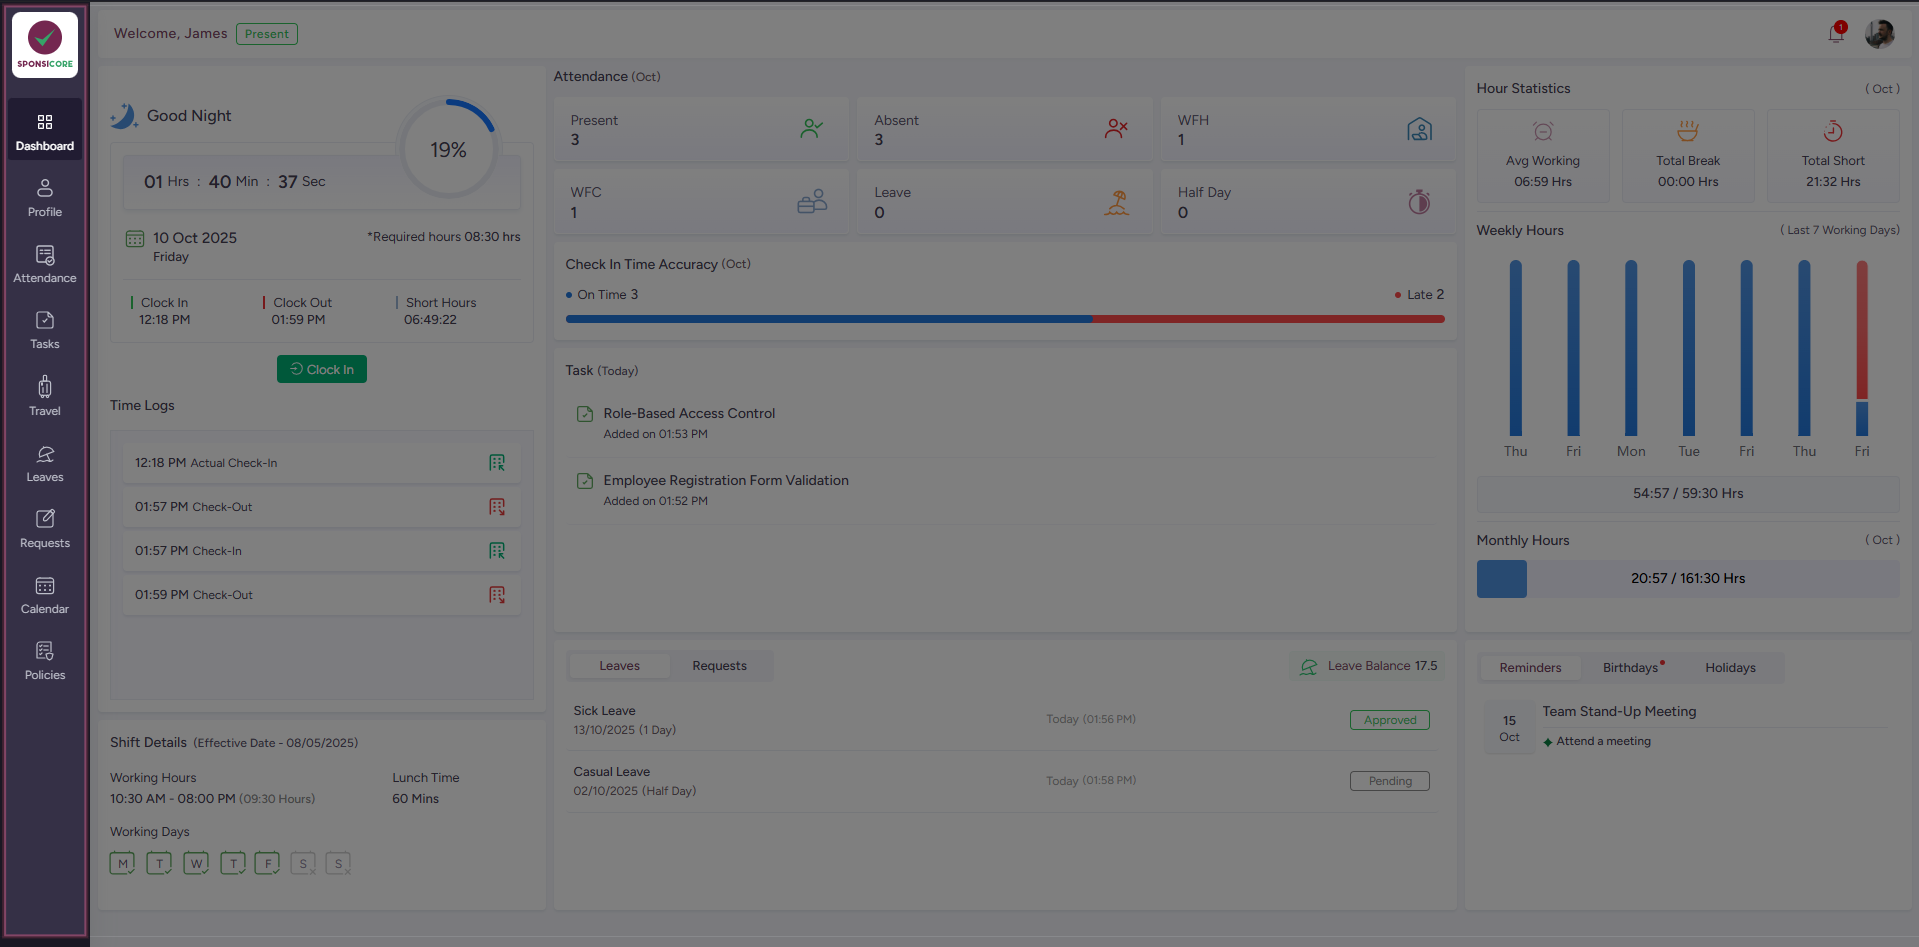 SPONSICORE
Dashboard
Profile
Attendance
Tasks
Travel
Leaves
Requests
Calendar
Policies
Welcome, James Present
1
Good Night
19%
01 Hrs : 40 Min : 37 Sec
10 Oct 2025
Friday
*Required hours 08:30 hrs
Clock In
12:18 PM
Clock Out
01:59 PM
Short Hours
06:49:22
Clock In
Time Logs
12:18 PM Actual Check-In
01:57 PM Check-Out
01:57 PM Check-In
01:59 PM Check-Out
Shift Details (Effective Date - 08/05/2025)
Working Hours
10:30 AM - 08:00 PM (09:30 Hours)
Lunch Time
60 Mins
Working Days
M T W T F S S
Attendance (Oct)
Present
3
Absent
3
WFH
1
WFC
1
Leave
0
Half Day
0
Check In Time Accuracy (Oct)
On Time 3
Late 2
Task (Today)
Role-Based Access Control
Added on 01:53 PM
Employee Registration Form Validation
Added on 01:52 PM
Leaves Requests
Leave Balance 17.5
Sick Leave
13/10/2025 (1 Day)
Today (01:56 PM)
Approved
Casual Leave
02/10/2025 (Half Day)
Today (01:58 PM)
Pending
Hour Statistics ( Oct )
Avg Working
06:59 Hrs
Total Break
00:00 Hrs
Total Short
21:32 Hrs
Weekly Hours ( Last 7 Working Days)
Thu Fri Mon Tue Fri Thu Fri
54:57 / 59:30 Hrs
Monthly Hours ( Oct )
20:57 / 161:30 Hrs
Reminders Birthdays Holidays
15
Oct
Team Stand-Up Meeting
Attend a meeting